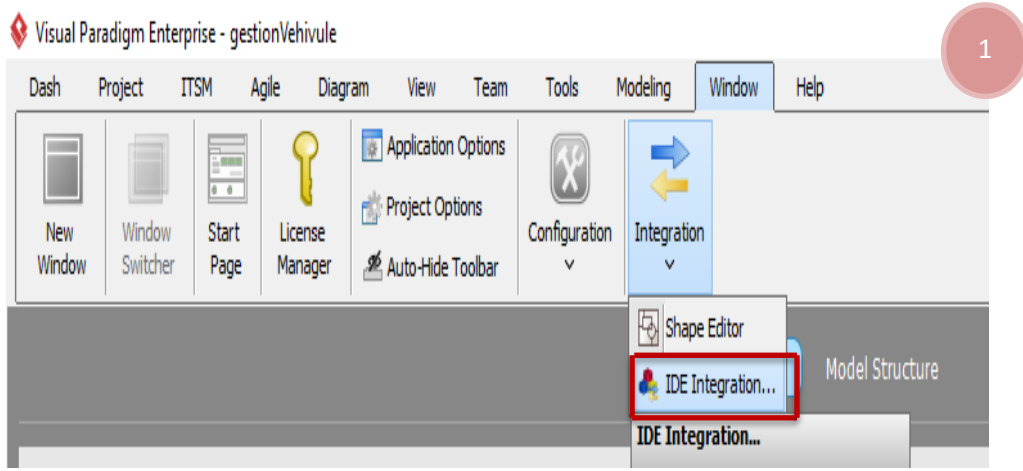 Visual Paradigm Enterprise - gestionVehivule
1
Dash Project ITSM Agile Diagram View Team Tools Modeling Window Help
Application Options
Project Options
Auto-Hide Toolbar
New Window
Window Switcher
Start Page
License Manager
Configuration
Integration
Shape Editor
IDE Integration...
Model Structure
IDE Integration...